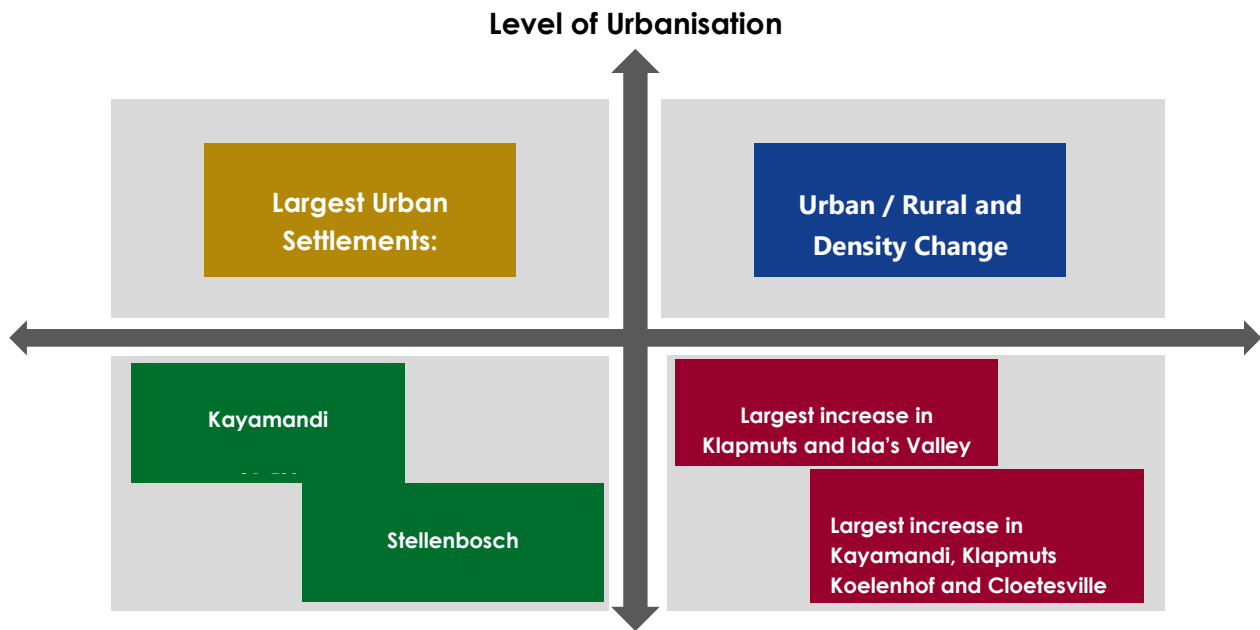 Level of Urbanisation
Largest Urban
Settlements:
Urban / Rural and
Density Change
Kayamandi
Stellenbosch
Largest increase in
Klapmuts and Ida's Valley
Largest increase in
Kayamandi, Klapmuts
Koelenhof and Cloetesville